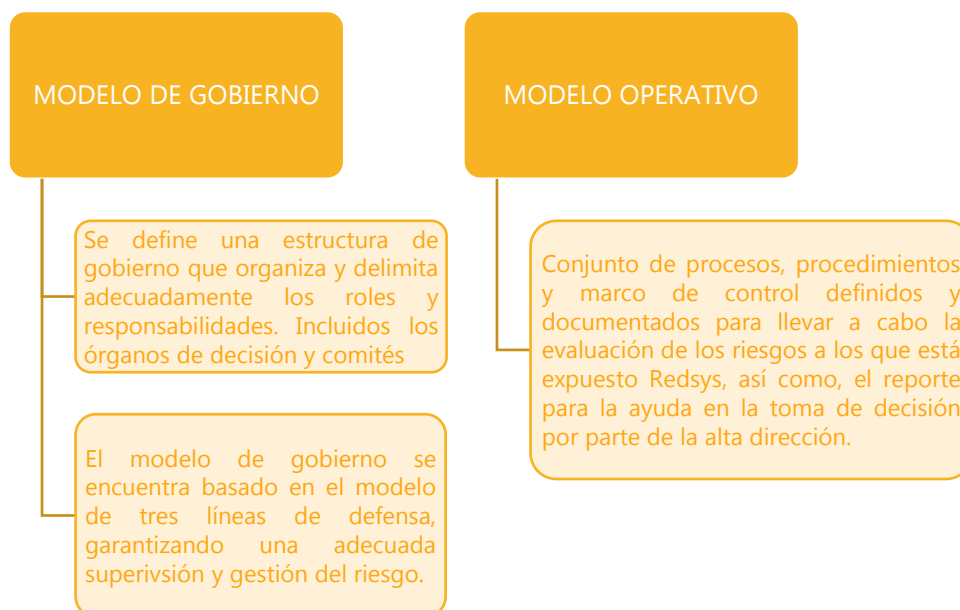 MODELO DE GOBIERNO
Se define una estructura de
gobierno que organiza y delimita
adecuadamente los roles y
responsabilidades. Incluidos los
órganos de decisión y comités
El modelo de gobierno se
encuentra basado en el modelo
de tres líneas de defensa,
garantizando una adecuada
superivsión y gestión del riesgo.
MODELO OPERATIVO
Conjunto de procesos, procedimientos
y marco de control definidos y
documentados para llevar a cabo la
evaluación de los riesgos a los que está
expuesto Redsys, así como, el reporte
para la ayuda en la toma de decisión
por parte de la alta dirección.